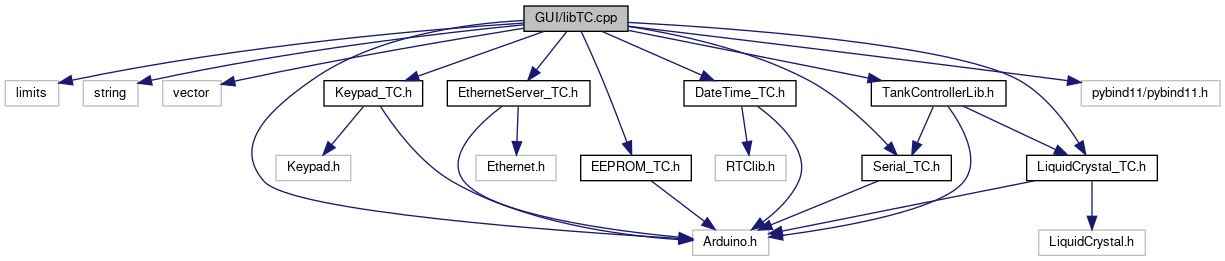 GUI/libTC.cpp
limits
string
vector
Keypad_TC.h
EthernetServer_TC.h
DateTime_TC.h
TankControllerLib.h
pybind11/pybind11.h
Keypad.h
Ethernet.h
EEPROM_TC.h
RTClib.h
Serial_TC.h
LiquidCrystal_TC.h
Arduino.h
LiquidCrystal.h